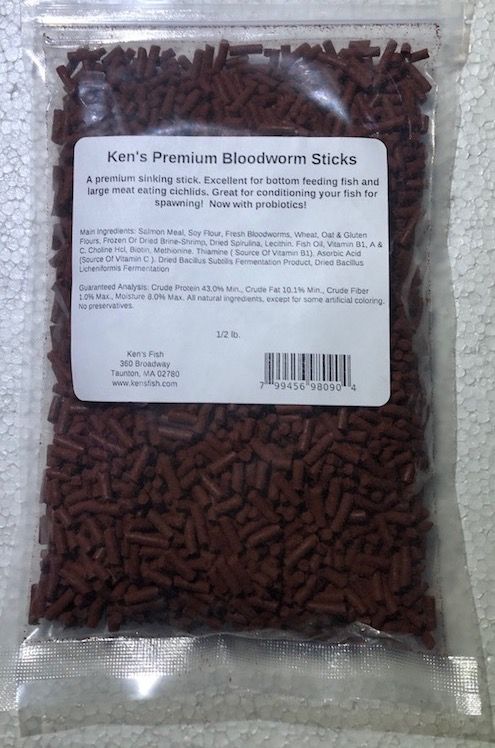 Ken's Premium Bloodworm Sticks
A premium sinking stick. Excellent for bottom feeding fish and
large meat eating cichlids. Great for conditioning your fish for
spawning! Now with probiotics!
Main Ingredients: Salmon Meal, Soy Flour, Fresh Bloodworms, Wheat, Oat & Gluten
Flours, Frozen Or Dried Brine-Shrimp, Dried Spirulina, Lecithin, Fish Oil, Vitamin B1, A &
C, Choline Hcl, Biotin, Methionine, Thiamine ( Source Of Vitamin B1), Ascorbic Acid
(Source Of Vitamin C ). Dried Bacillus Subtilis Fermentation Product, Dried Bacillus
Licheniformis Fermentation
Guaranteed Analysis: Crude Protein 43.0% Min., Crude Fat 10.1% Min., Crude Fiber
1.0% Max., Moisture 8.0% Max. All natural ingredients, except for some artificial coloring.
No preservatives.
1/2 lb.
Ken's Fish
360 Broadway
Taunton, MA 02780
www.kensfish.com
7 99456 98090 4